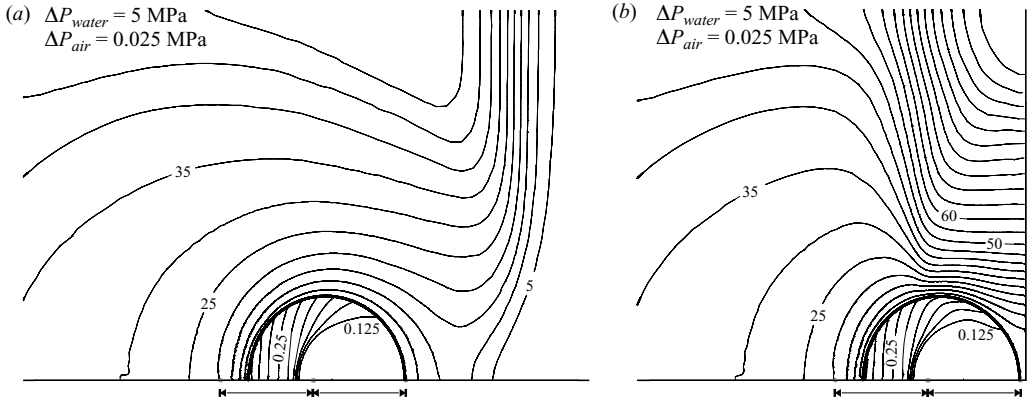 (a) ΔP_water = 5 MPa
ΔP_air = 0.025 MPa
35
25
0.25
0.125
5
(b) ΔP_water = 5 MPa
ΔP_air = 0.025 MPa
35
60
50
25
0.25
0.125